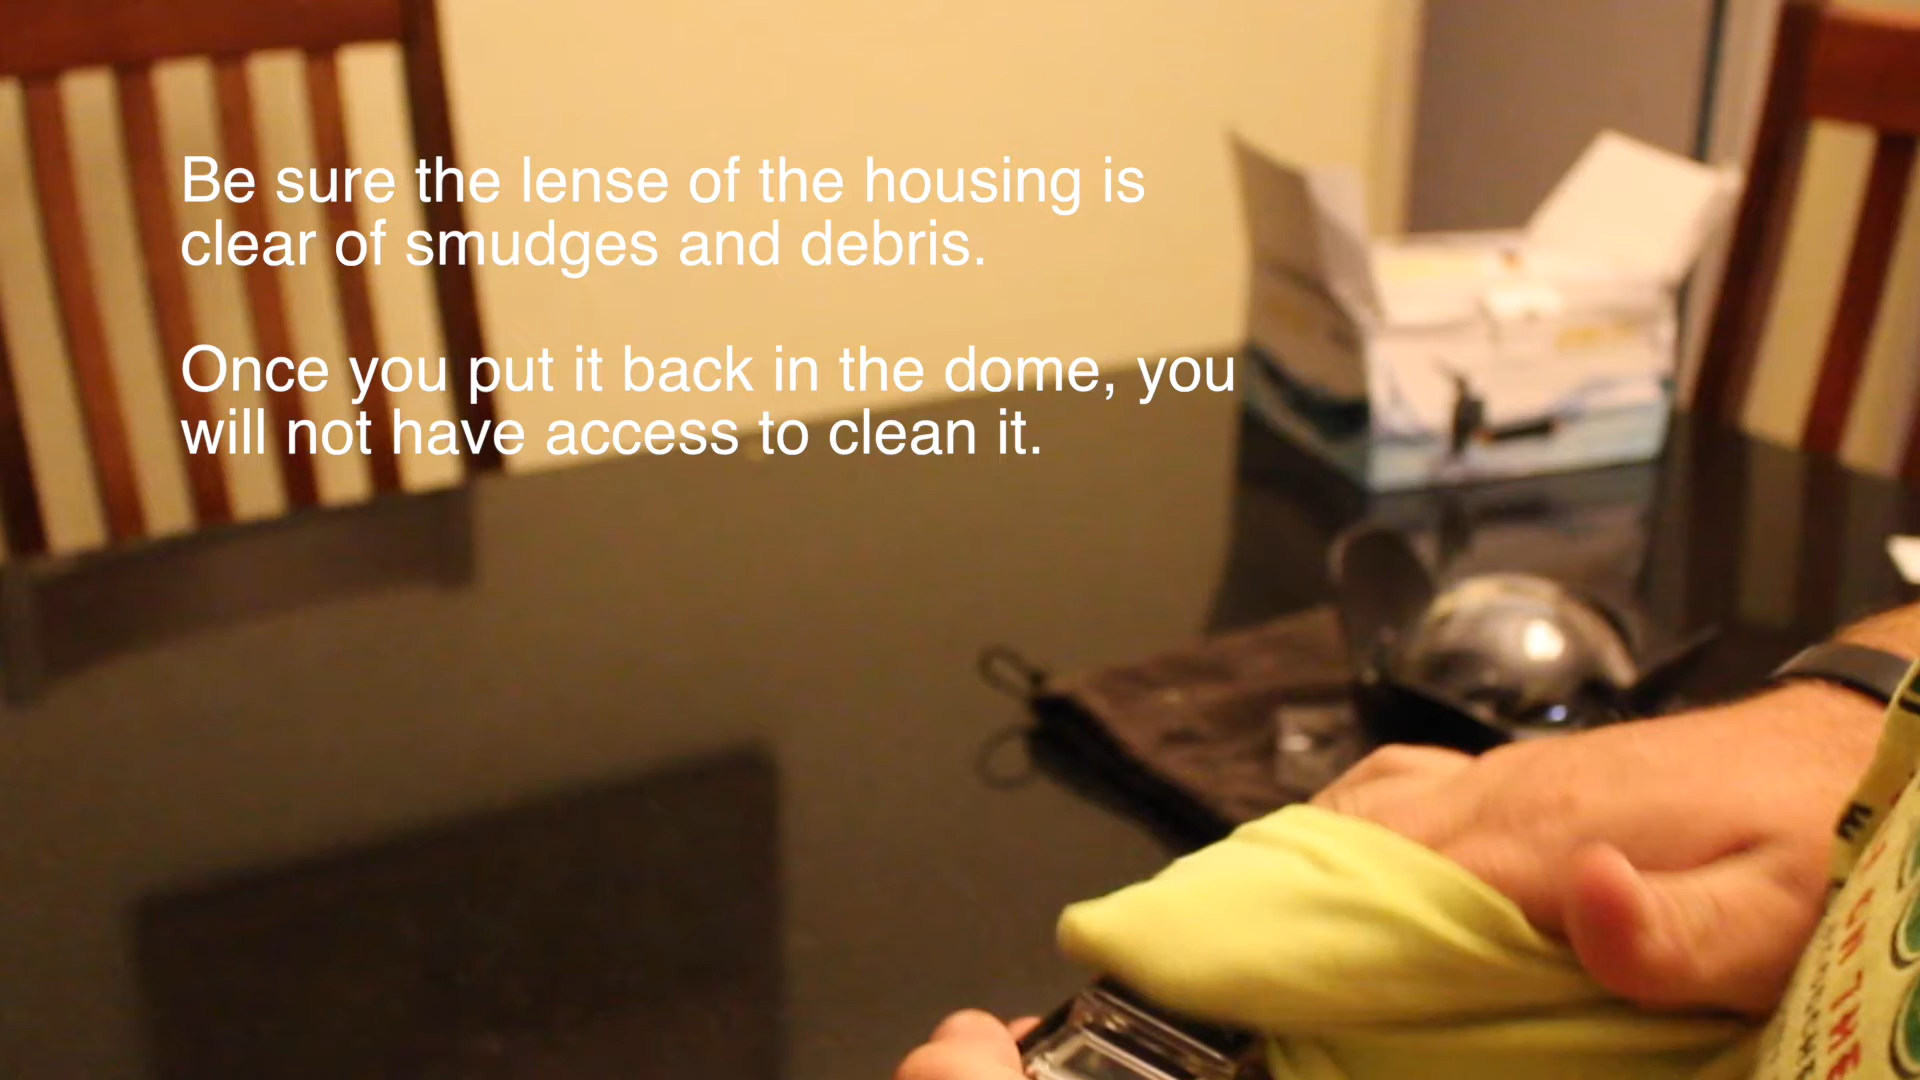 Be sure the lense of the housing is
clear of smudges and debris.
Once you put it back in the dome, you
will not have access to clean it.